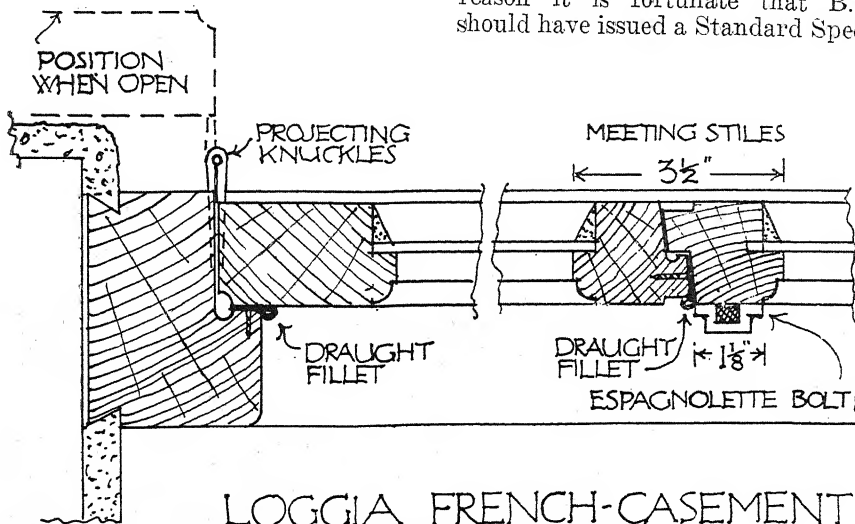 reason it is fortunate that B.
should have issued a Standard Spec
POSITION
WHEN OPEN
PROJECTING
KNUCKLES
MEETING STILES
3½"
DRAUGHT
FILLET
DRAUGHT
FILLET
1⅛"
ESPAGNOLETTE BOLT
LOGGIA FRENCH-CASEMENT